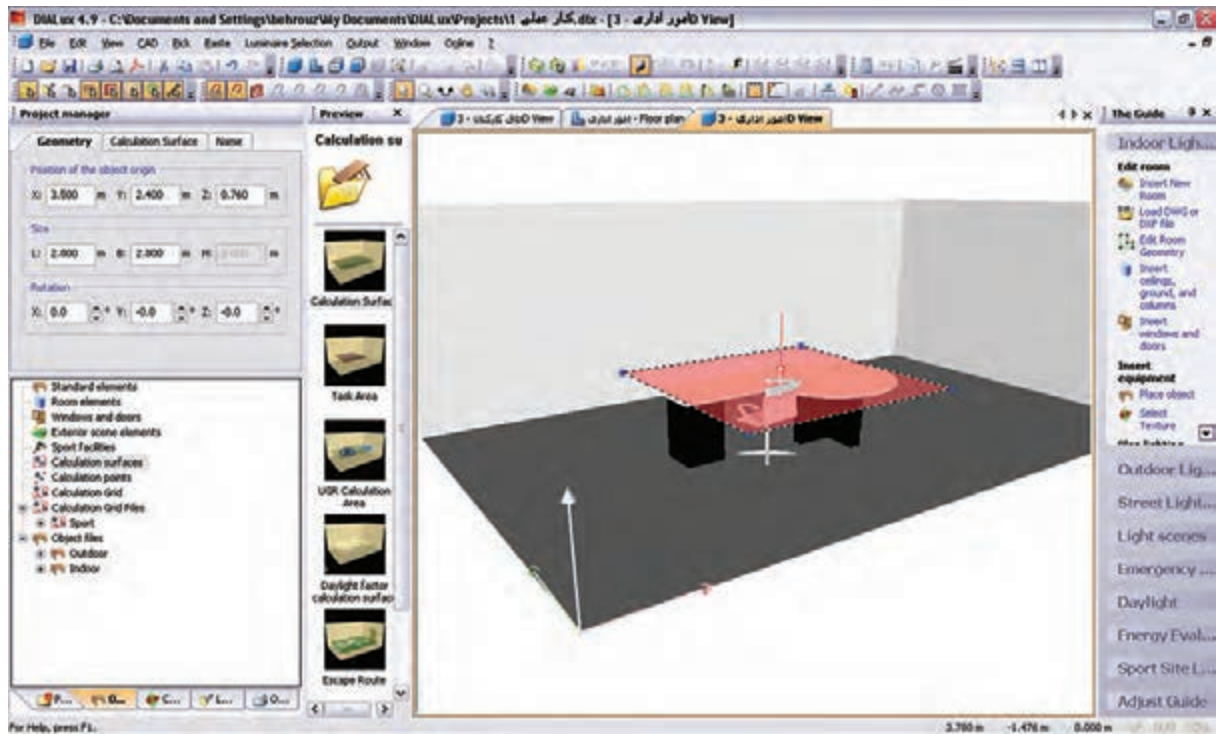 DIALux 4.9 - C:\Documents and Settings\behrouz\My Documents\DIALux\Projects\1 کار عملی.dlx - [3 - امور اداریD View]
File Edit View CAD Paste Luminaire Selection Output Window Online ?
Project manager
Geometry Calculation Surface Name
Position of the object origin
X: 3.500 m Y: 2.400 m Z: 0.760 m
Size
L: 2.000 m B: 2.000 m H: m
Rotation
X: 0.0 ° Y: -0.0 ° Z: -0.0 °
Standard elements
Room elements
Windows and doors
Exterior scene elements
Sport facilities
Calculation surfaces
Calculation points
Calculation Grid
Calculation Grid Files
Sport
Object files
Outdoor
Indoor
P... O... C... L... O...
For Help, press F1.
Preview
Calculation su
Calculation Surfac
Task Area
UGR Calculation
Area
Daylight factor
calculation surfac
Escape Route
3 - D View
امور اداری - Floor plan
3 - امور اداریD View
The Guide
Indoor Ligh...
Edit room
Insert New
Room
Load DWG or
DXF file
Edit Room
Geometry
Insert
ceilings,
ground, and
columns
Insert
windows and
doors
Insert
equipment
Place object
Select
Texture
Outdoor Lig...
Street Light...
Light scenes
Emergency ...
Daylight
Energy Eval...
Sport Site L...
Adjust Guide
3.780 m -1.476 m 0.000 m